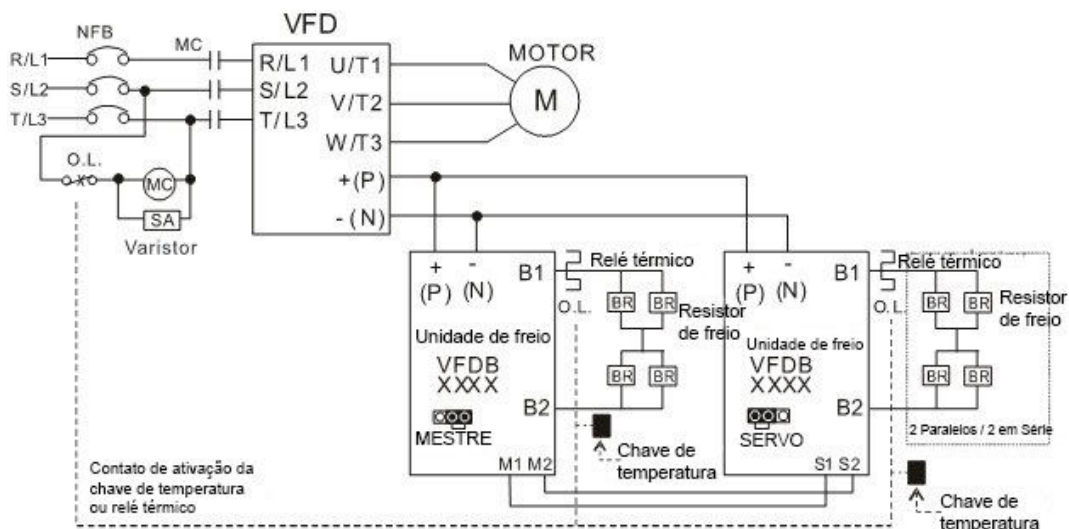 VFD
NFB
MC
MOTOR
R/L1
R/L1
U/T1
S/L2
S/L2
V/T2
M
T/L3
T/L3
W/T3
O.L.
MC
+(P)
SA
-(N)
Varistor
+
(P)
-
(N)
B1
Relé térmico
O.L.
BR
BR
Resistor
de freio
Unidade de freio
VFDB
XXXX
BR
BR
B2
MESTRE
M1 M2
Chave de
temperatura
+
(P)
-
(N)
B1
Relé térmico
O.L.
BR
BR
Resistor
de freio
Unidade de freio
VFDB
XXXX
BR
BR
B2
SERVO
2 Paralelos / 2 em Série
S1 S2
Chave de
temperatura
Contato de ativação da
chave de temperatura
ou relé térmico